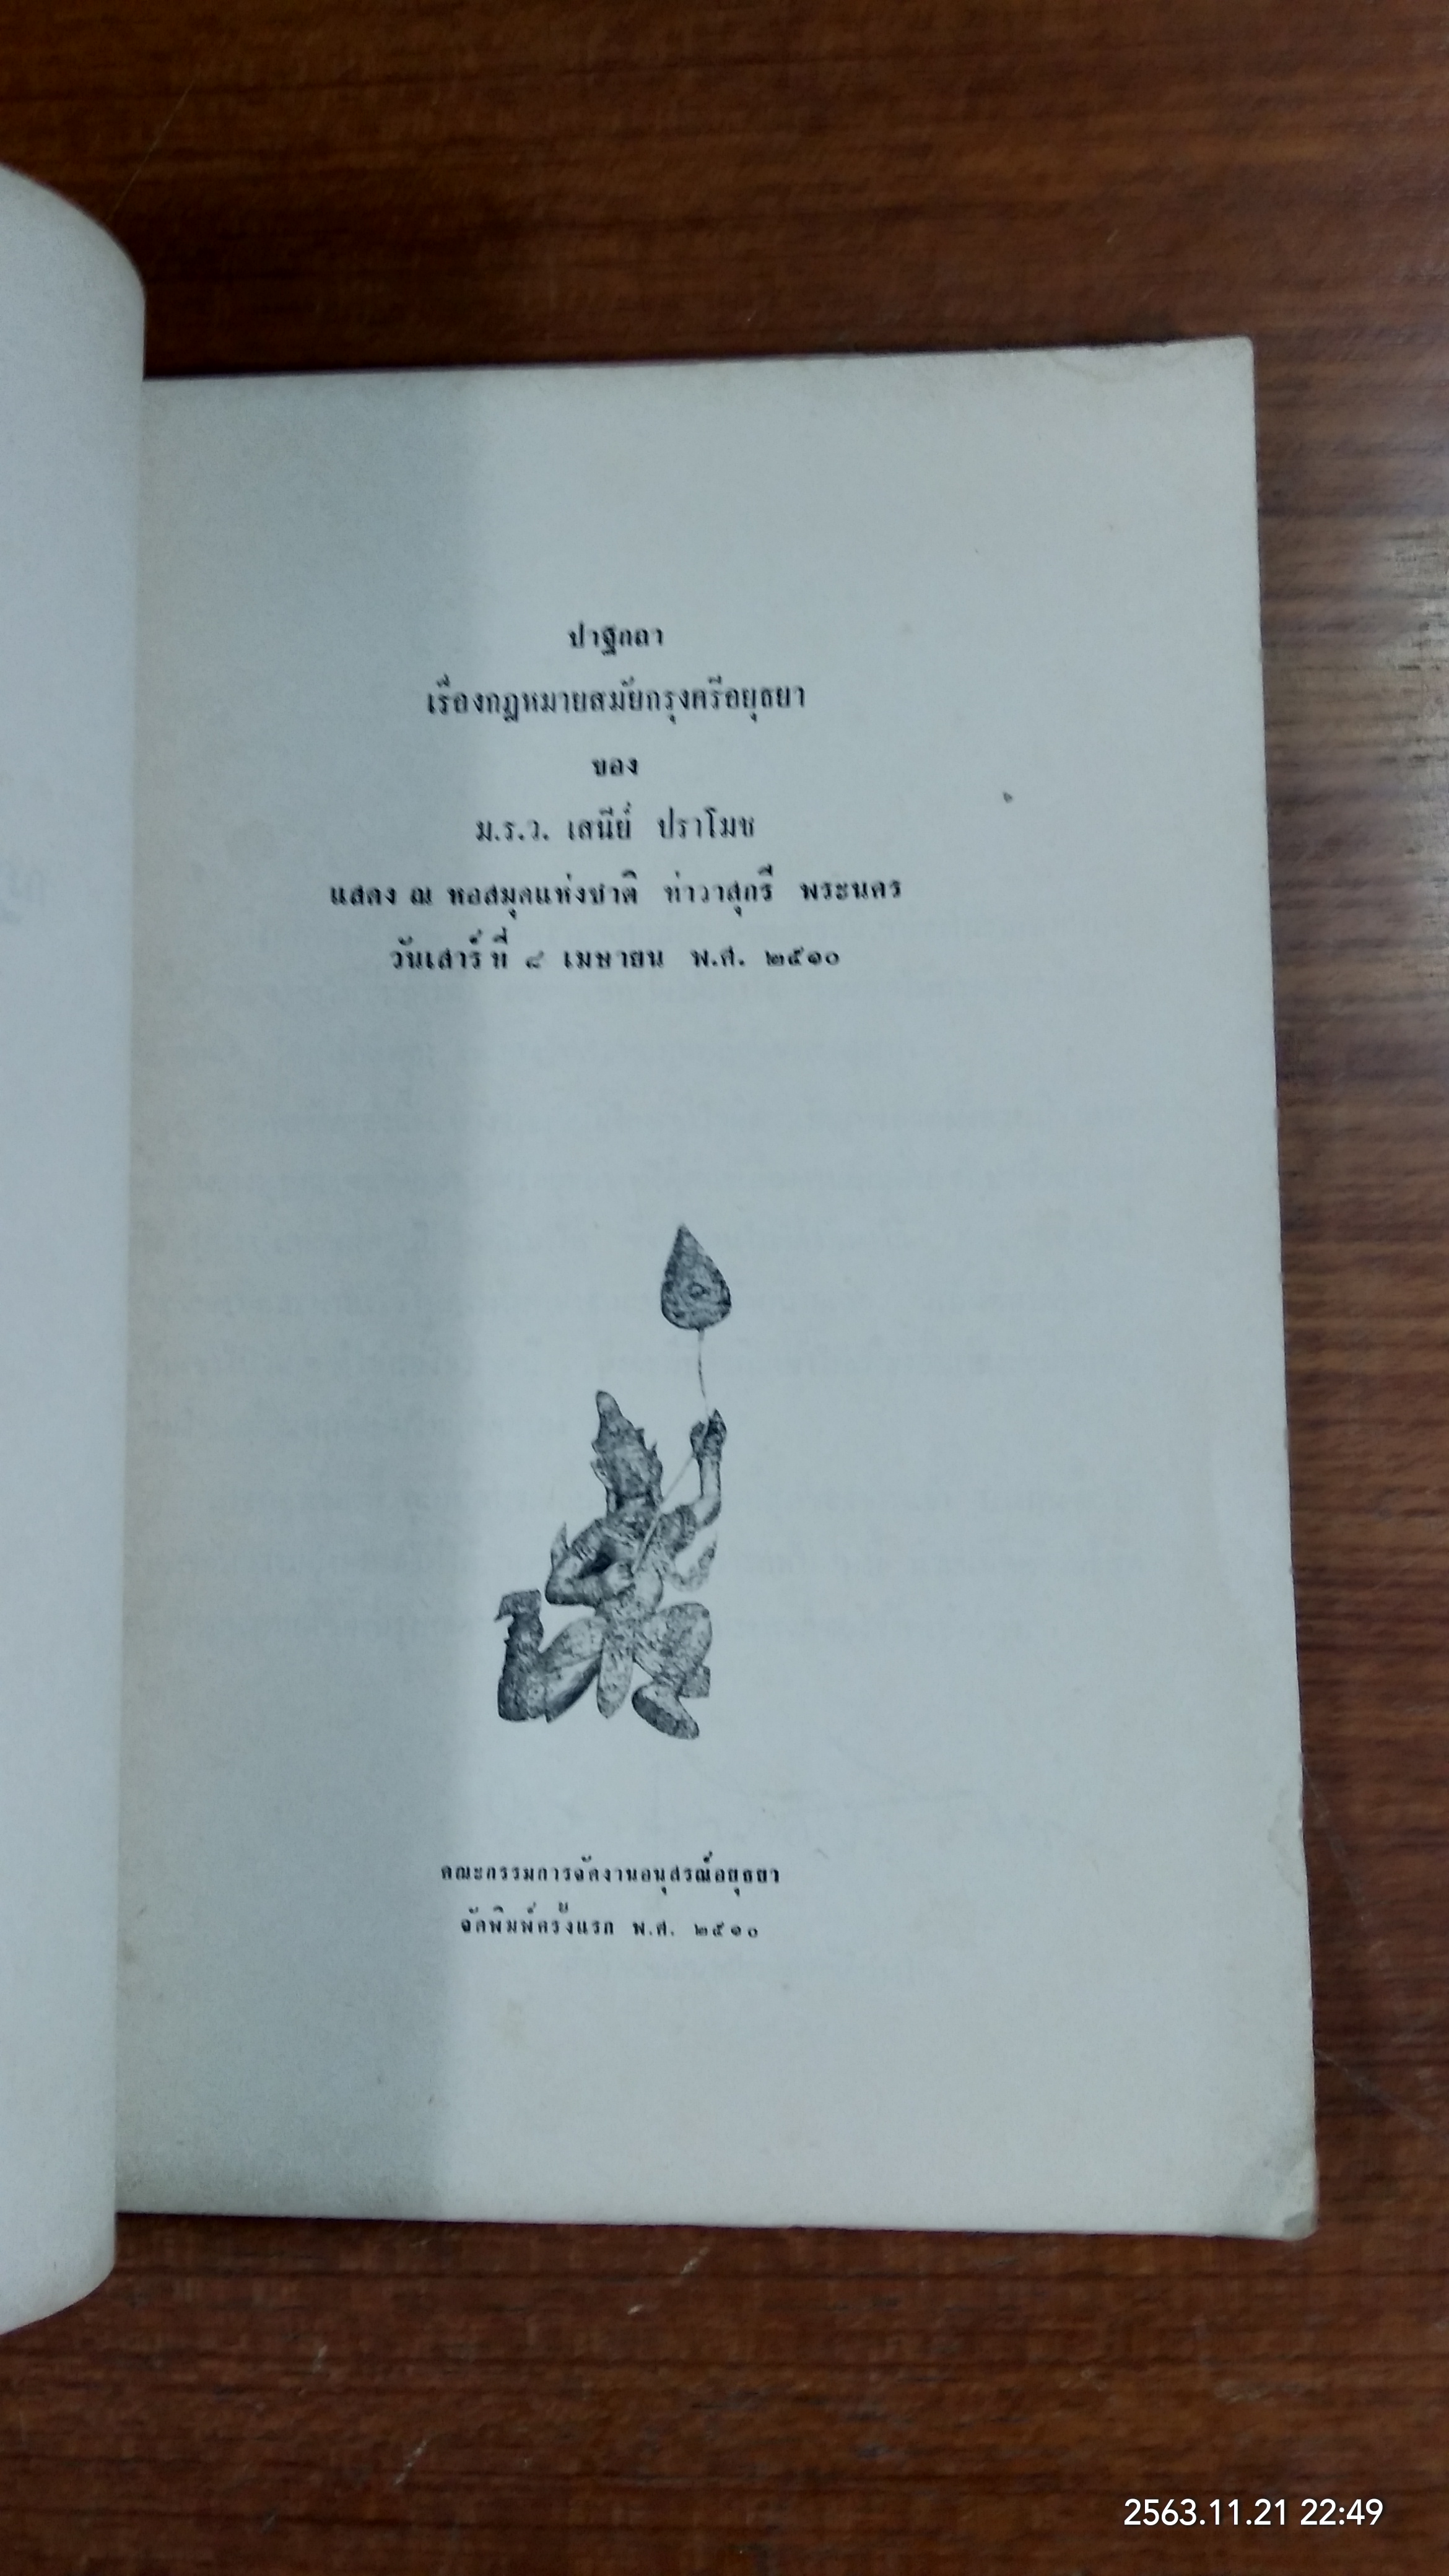 ปาฐกถา
เรื่องกฎหมายสมัยกรุงศรีอยุธยา
ของ
ม.ร.ว. เสนีย์ ปราโมช
แสดง ณ หอสมุดแห่งชาติ ท่าวาสุกรี พระนคร
วันเสาร์ที่ ๘ เมษายน พ.ศ. ๒๕๑๐
คณะกรรมการจัดงานอนุสรณ์อยุธยา
จัดพิมพ์ครั้งแรก พ.ศ. ๒๕๑๐
2563.11.21 22:49